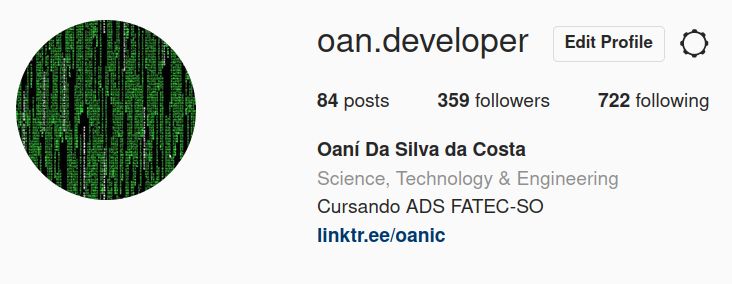 oan.developer Edit Profile
84 posts 359 followers 722 following
Oaní Da Silva da Costa
Science, Technology & Engineering
Cursando ADS FATEC-SO
linktr.ee/oanic